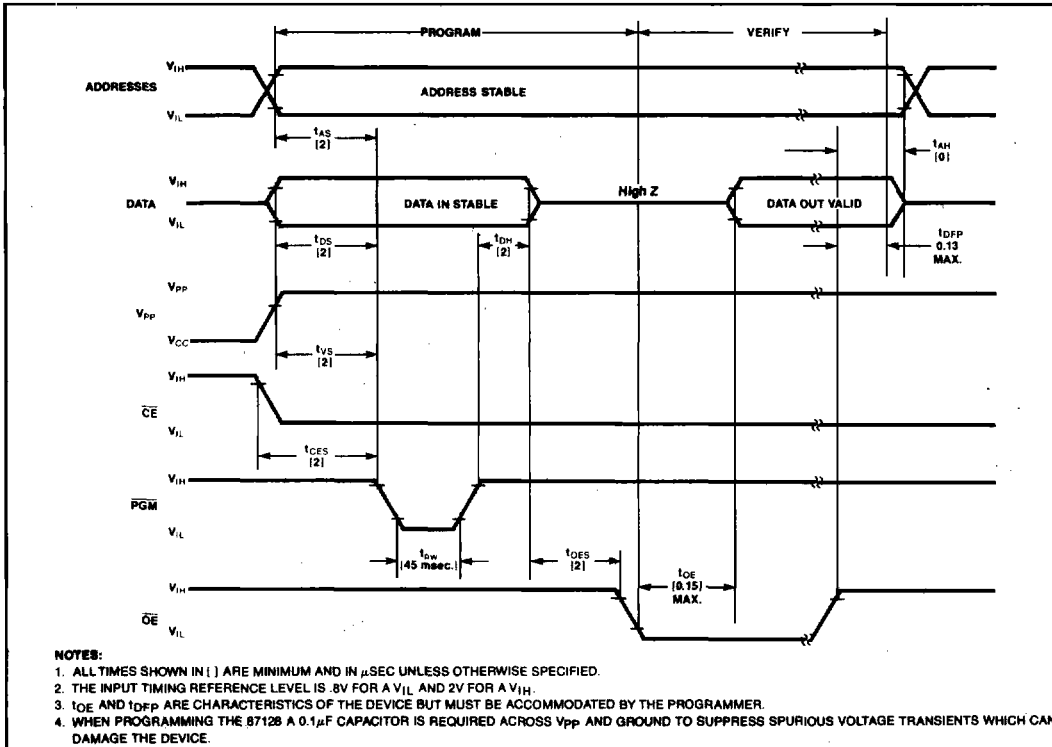 PROGRAM
VERIFY
ADDRESSES
VIH
VIL
ADDRESS STABLE
tAS
[2]
tAH
[0]
DATA
VIH
VIL
DATA IN STABLE
High Z
DATA OUT VALID
tDS
[2]
tDH
[2]
tDFP
0.13
MAX.
VPP
VPP
VCC
tVS
[2]
CE
VIH
VIL
tCES
[2]
PGM
VIH
VIL
tPW
[45 msec.]
tOES
[2]
tOE
[0.15]
MAX.
OE
VIH
VIL
NOTES:
1. ALL TIMES SHOWN IN [ ] ARE MINIMUM AND IN μSEC UNLESS OTHERWISE SPECIFIED.
2. THE INPUT TIMING REFERENCE LEVEL IS .8V FOR A VIL AND 2V FOR A VIH.
3. tOE AND tDFP ARE CHARACTERISTICS OF THE DEVICE BUT MUST BE ACCOMMODATED BY THE PROGRAMMER.
4. WHEN PROGRAMMING THE 87128 A 0.1μF CAPACITOR IS REQUIRED ACROSS VPP AND GROUND TO SUPPRESS SPURIOUS VOLTAGE TRANSIENTS WHICH CAN
DAMAGE THE DEVICE.